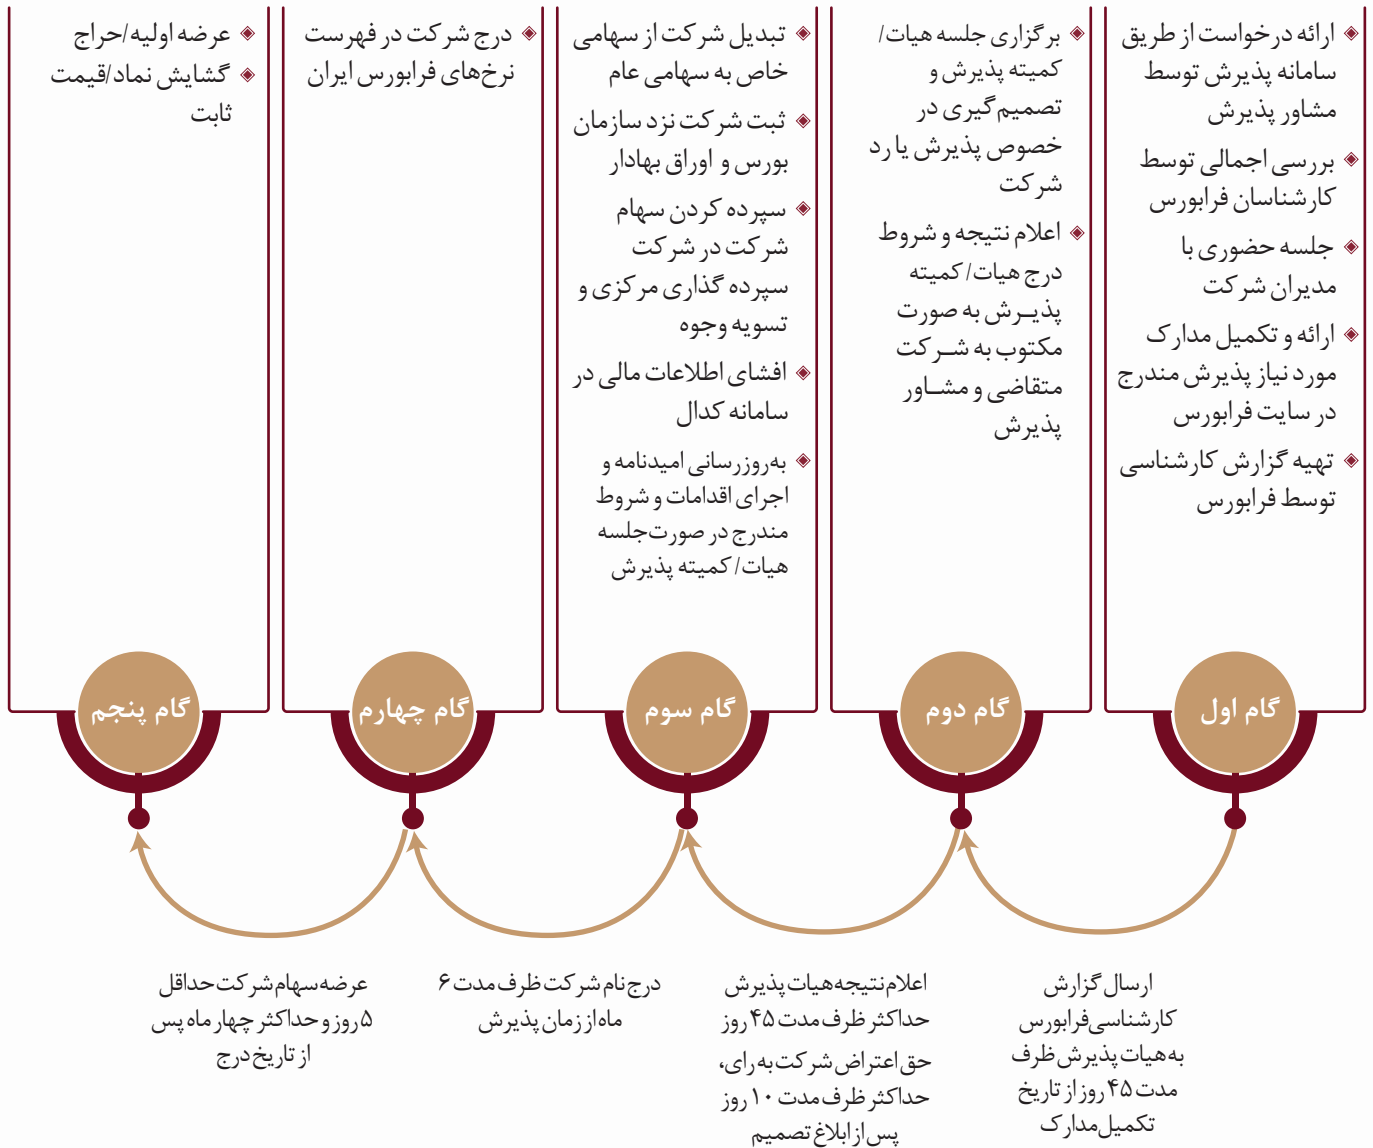 ارائه درخواست از طریق
سامانه پذیرش توسط
مشاور پذیرش
بررسی اجمالی توسط
کارشناسان فرابورس
جلسه حضوری با
مدیران شرکت
ارائه و تکمیل مدارک
مورد نیاز پذیرش مندرج
در سایت فرابورس
تهیه گزارش کارشناسی
توسط فرابورس
گام اول
برگزاری جلسه هیات/
کمیته پذیرش و
تصمیم‌گیری در
خصوص پذیرش یا رد
شرکت
اعلام نتیجه و شروط
درج هیات/کمیته
پذیـرش به صورت
مکتوب به شـرکت
متقاضی و مشـاور
پذیرش
گام دوم
تبدیل شرکت از سهامی
خاص به سهامی عام
ثبت شرکت نزد سازمان
بورس و اوراق بهادار
سپرده کردن سهام
شرکت در شرکت
سپرده گذاری مرکزی و
تسویه وجوه
افشای اطلاعات مالی در
سامانه کدال
به‌روزرسانی امیدنامه و
اجرای اقدامات و شروط
مندرج در صورت‌جلسه
هیات/کمیته پذیرش
گام سوم
درج شرکت در فهرست
نرخ‌های فرابورس ایران
گام چهارم
عرضه اولیه/حراج
گشایش نماد/قیمت
ثابت
گام پنجم
ارسال گزارش
کارشناسی فرابورس
به هیات پذیرش ظرف
مدت ۴۵ روز از تاریخ
تکمیل مدارک
اعلام نتیجه هیات پذیرش
حداکثر ظرف مدت ۴۵ روز
حق اعتراض شرکت به رای،
حداکثر ظرف مدت ۱۰ روز
پس از ابلاغ تصمیم
درج نام شرکت ظرف مدت ۶
ماه از زمان پذیرش
عرضه سهام شرکت حداقل
۵ روز و حداکثر چهار ماه پس
از تاریخ درج